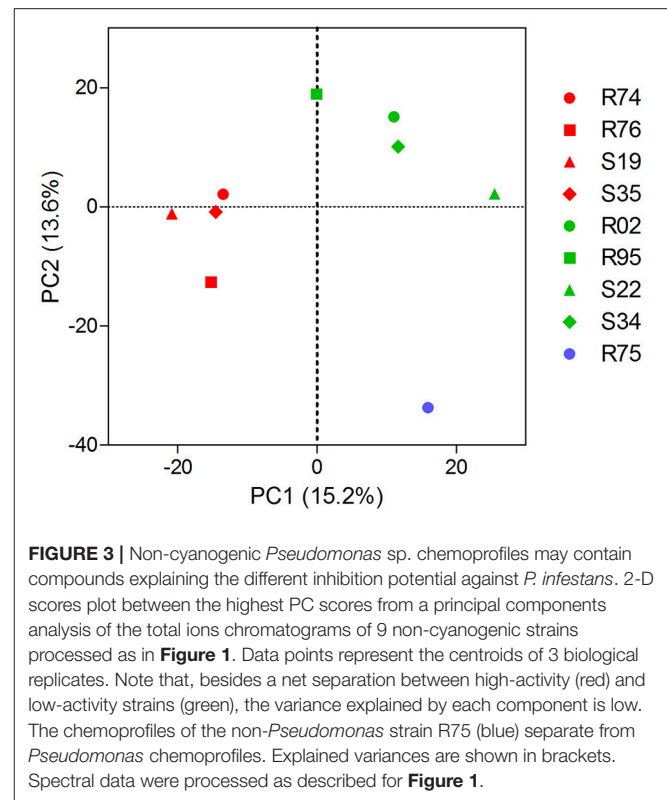 20
0
-20
-40
PC2 (13.6%)
-20
0
20
PC1 (15.2%)
R74
R76
S19
S35
R02
R95
S22
S34
R75
FIGURE 3 | Non-cyanogenic Pseudomonas sp. chemoprofiles may contain
compounds explaining the different inhibition potential against P. infestans. 2-D
scores plot between the highest PC scores from a principal components
analysis of the total ions chromatograms of 9 non-cyanogenic strains
processed as in Figure 1. Data points represent the centroids of 3 biological
replicates. Note that, besides a net separation between high-activity (red) and
low-activity strains (green), the variance explained by each component is low.
The chemoprofiles of the non-Pseudomonas strain R75 (blue) separate from
Pseudomonas chemoprofiles. Explained variances are shown in brackets.
Spectral data were processed as described for Figure 1.